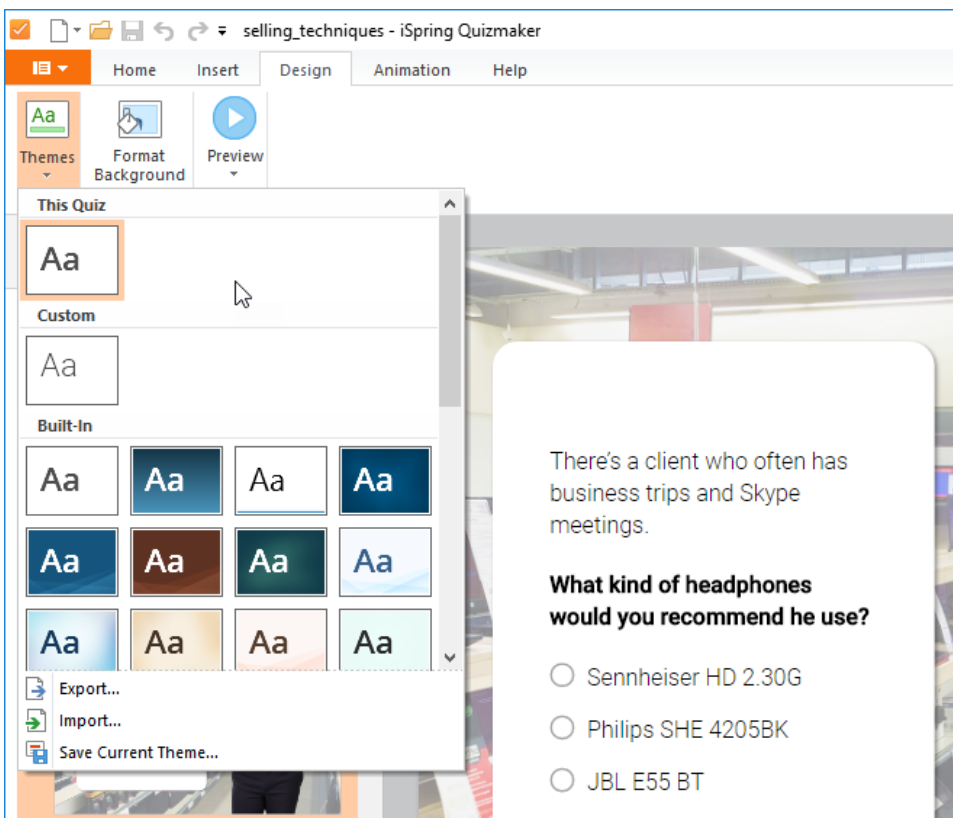 selling_techniques - iSpring Quizmaker
Home Insert Design Animation Help
Aa
Themes
Format
Background
Preview
This Quiz
Aa
Custom
Aa
Built-In
Aa Aa Aa Aa
Aa Aa Aa Aa
Aa Aa Aa Aa
Export...
Import...
Save Current Theme...
There’s a client who often has
business trips and Skype
meetings.
What kind of headphones
would you recommend he use?
Sennheiser HD 2.30G
Philips SHE 4205BK
JBL E55 BT